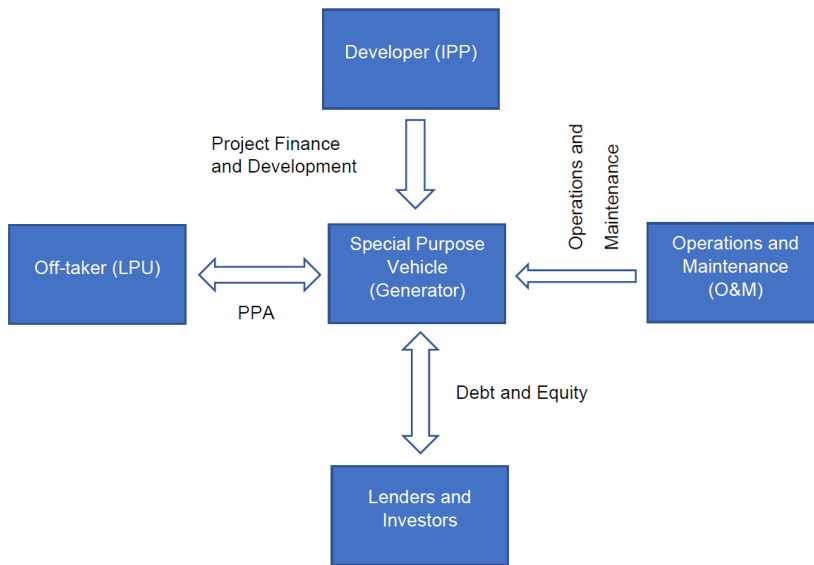 Developer (IPP)
Project Finance
and Development
Operations and
Maintenance
Off-taker (LPU)
PPA
Special Purpose
Vehicle
(Generator)
Operations and
Maintenance
(O&M)
Debt and Equity
Lenders and
Investors